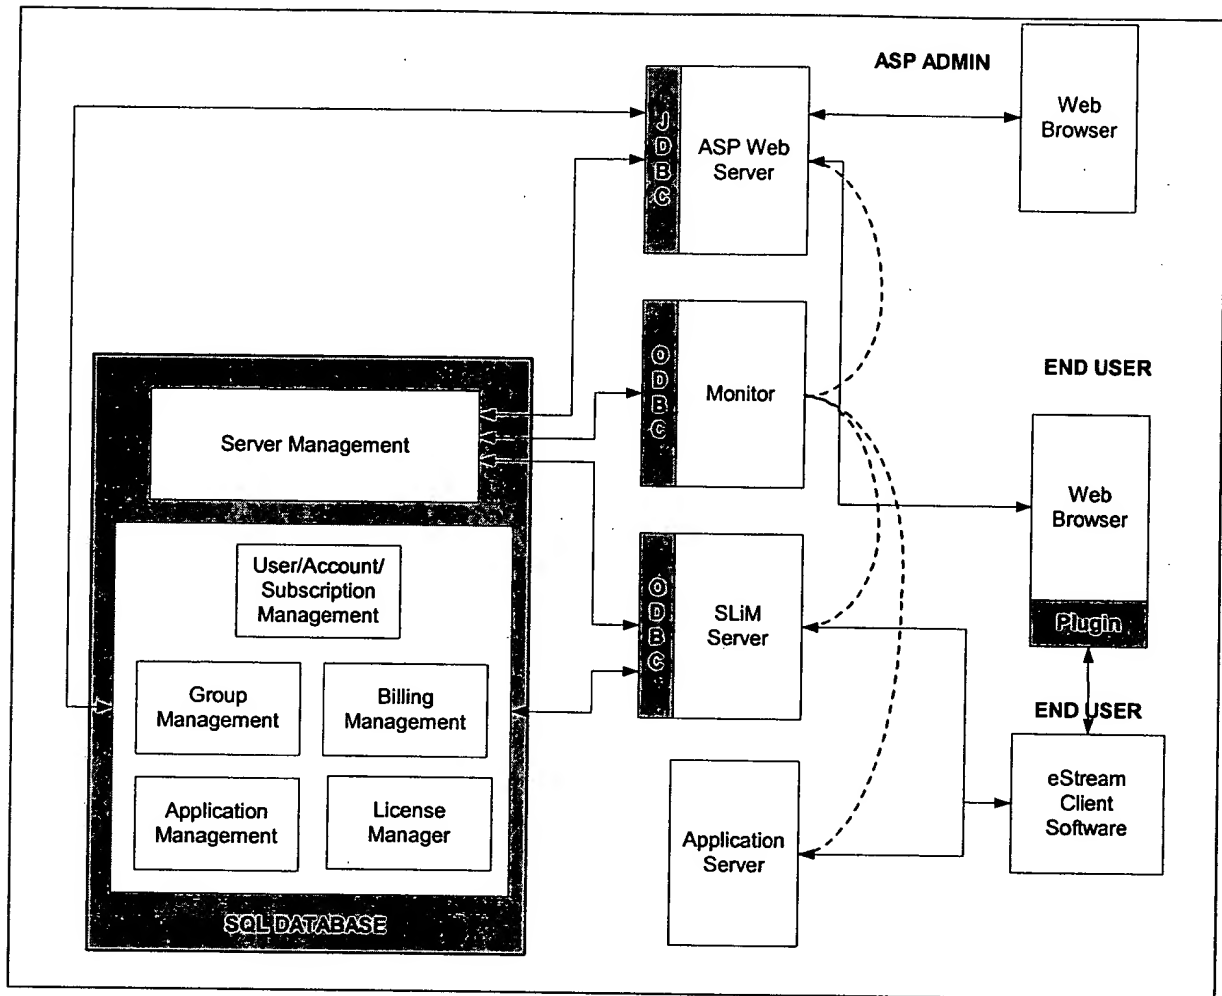 ASP ADMIN
Web
Browser
J
D
B
C
ASP Web
Server
O
D
B
C
Monitor
END USER
Web
Browser
Plugin
Server Management
User/Account/
Subscription
Management
Group
Management
Billing
Management
Application
Management
License
Manager
SQL DATABASE
O
D
B
C
SLiM
Server
END USER
eStream
Client
Software
Application
Server